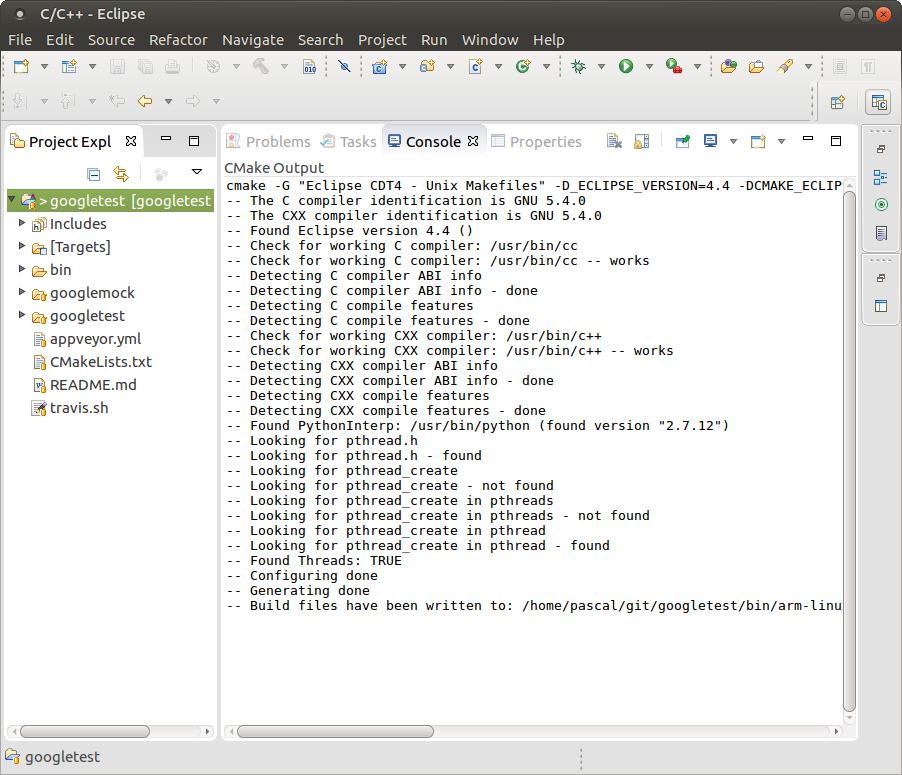 C/C++ - Eclipse
File Edit Source Refactor Navigate Search Project Run Window Help
010
Project Expl
Problems Tasks Console Properties
CMake Output
> googletest [googletest
Includes
[Targets]
bin
googlemock
googletest
appveyor.yml
CMakeLists.txt
README.md
travis.sh
cmake -G "Eclipse CDT4 - Unix Makefiles" -D_ECLIPSE_VERSION=4.4 -DCMAKE_ECLIP
-- The C compiler identification is GNU 5.4.0
-- The CXX compiler identification is GNU 5.4.0
-- Found Eclipse version 4.4 ()
-- Check for working C compiler: /usr/bin/cc
-- Check for working C compiler: /usr/bin/cc -- works
-- Detecting C compiler ABI info
-- Detecting C compiler ABI info - done
-- Detecting C compile features
-- Detecting C compile features - done
-- Check for working CXX compiler: /usr/bin/c++
-- Check for working CXX compiler: /usr/bin/c++ -- works
-- Detecting CXX compiler ABI info
-- Detecting CXX compiler ABI info - done
-- Detecting CXX compile features
-- Detecting CXX compile features - done
-- Found PythonInterp: /usr/bin/python (found version "2.7.12")
-- Looking for pthread.h
-- Looking for pthread.h - found
-- Looking for pthread_create
-- Looking for pthread_create - not found
-- Looking for pthread_create in pthreads
-- Looking for pthread_create in pthreads - not found
-- Looking for pthread_create in pthread
-- Looking for pthread_create in pthread - found
-- Found Threads: TRUE
-- Configuring done
-- Generating done
-- Build files have been written to: /home/pascal/git/googletest/bin/arm-linu
googletest